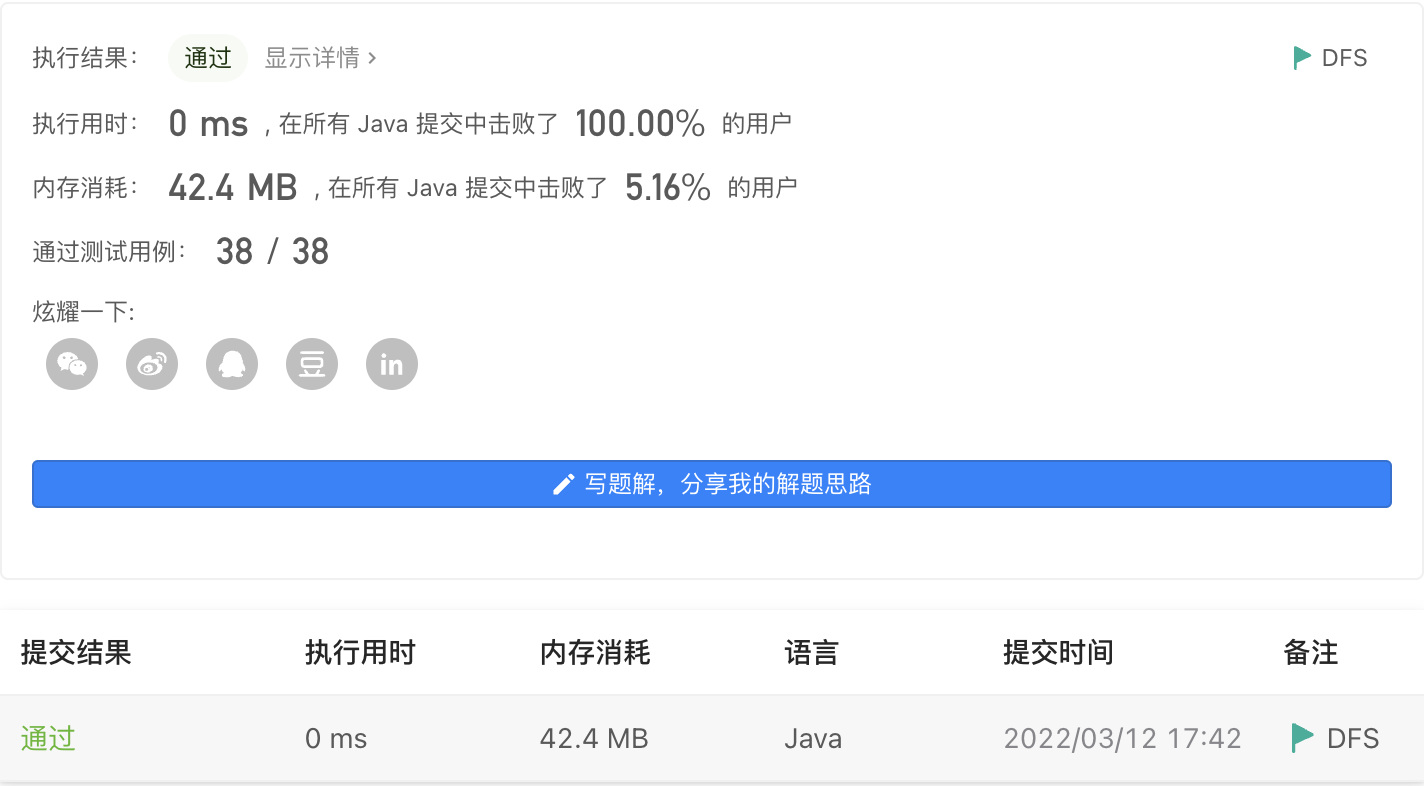 执行结果： 通过 显示详情 › DFS
执行用时： 0 ms , 在所有 Java 提交中击败了 100.00% 的用户
内存消耗： 42.4 MB , 在所有 Java 提交中击败了 5.16% 的用户
通过测试用例： 38 / 38
炫耀一下:
豆 in
写题解，分享我的解题思路
提交结果 执行用时 内存消耗 语言 提交时间 备注
通过 0 ms 42.4 MB Java 2022/03/12 17:42 DFS